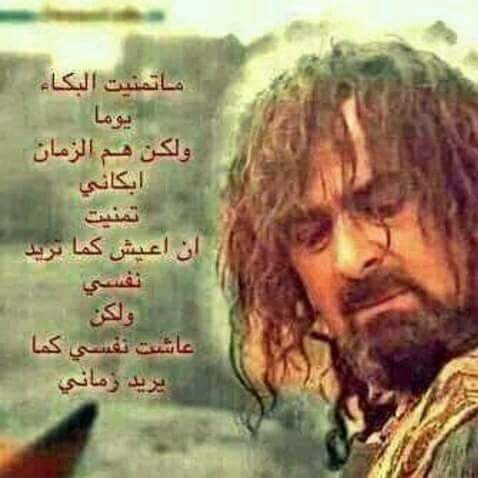 ماتمنيت البكاء
يوما
ولكن هم الزمان
ابكاني
تمنيت
ان اعيش كما تريد
نفسي
ولكن
عاشت نفسي كما
يريد زماني